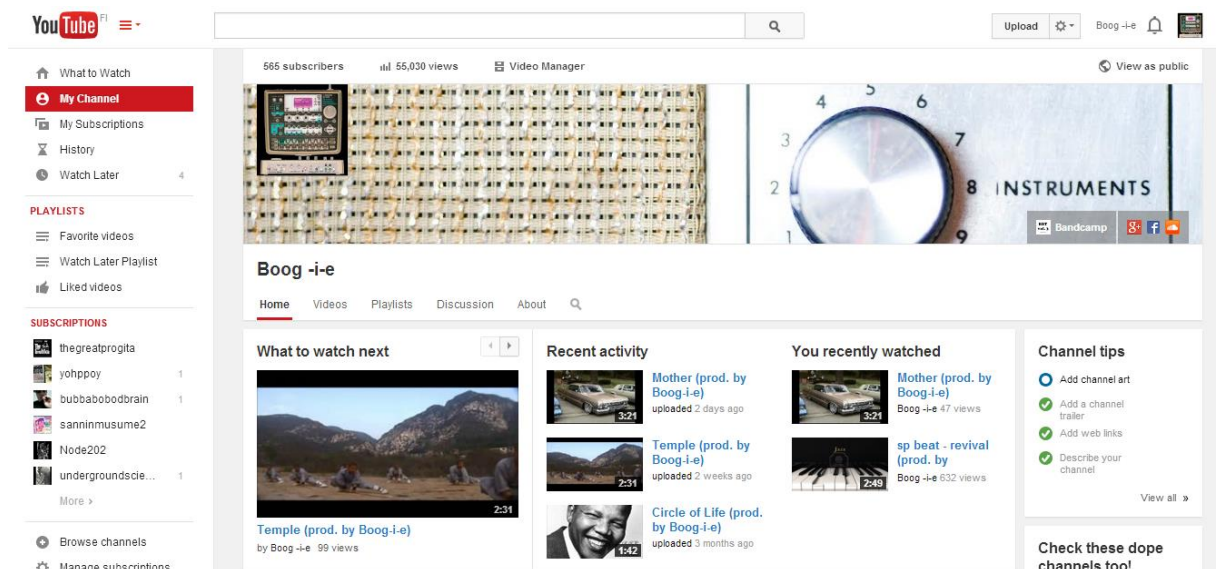 YouTube FI
Upload
Boog -i-e
What to Watch
My Channel
My Subscriptions
History
Watch Later 4
PLAYLISTS
Favorite videos
Watch Later Playlist
Liked videos
SUBSCRIPTIONS
thegreatprogita
yohppoy 1
bubbabobodbrain 1
sanninmusume2
Node202
undergroundscie... 1
More ›
Browse channels
Manage subscriptions
565 subscribers
55,030 views
Video Manager
View as public
1 2 3 4 5 6 7 8 9
INSTRUMENTS
Bandcamp
Boog -i-e
Home Videos Playlists Discussion About
What to watch next
2:31
Temple (prod. by Boog-i-e)
by Boog -i-e 99 views
Recent activity
3:21
Mother (prod. by
Boog-i-e)
uploaded 2 days ago
2:31
Temple (prod. by
Boog-i-e)
uploaded 2 weeks ago
1:42
Circle of Life (prod.
by Boog-i-e)
uploaded 3 months ago
You recently watched
3:21
Mother (prod. by
Boog-i-e)
Boog -i-e 47 views
2:49
sp beat - revival
(prod. by
Boog -i-e 632 views
Channel tips
Add channel art
Add a channel
trailer
Add web links
Describe your
channel
View all »
Check these dope
channels too!